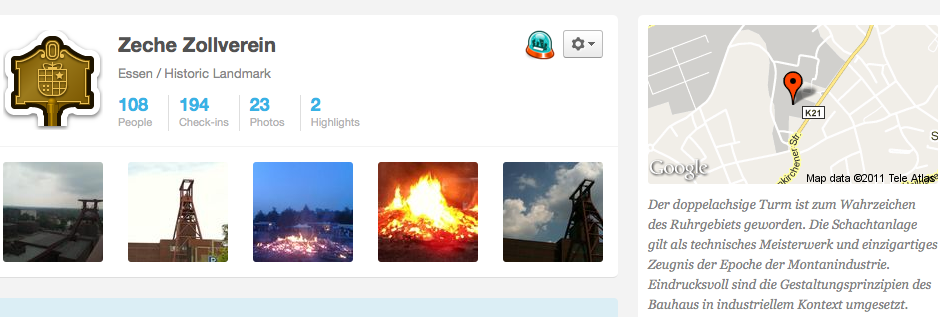 Zeche Zollverein
Essen / Historic Landmark
108 194 23 2
People Check-ins Photos Highlights
K21
nkirchener Str.
S
Google
Map data ©2011 Tele Atlas
Der doppelachsige Turm ist zum Wahrzeichen
des Ruhrgebiets geworden. Die Schachtanlage
gilt als technisches Meisterwerk und einzigartiges
Zeugnis der Epoche der Montanindustrie.
Eindrucksvoll sind die Gestaltungsprinzipien des
Bauhaus in industriellem Kontext umgesetzt.